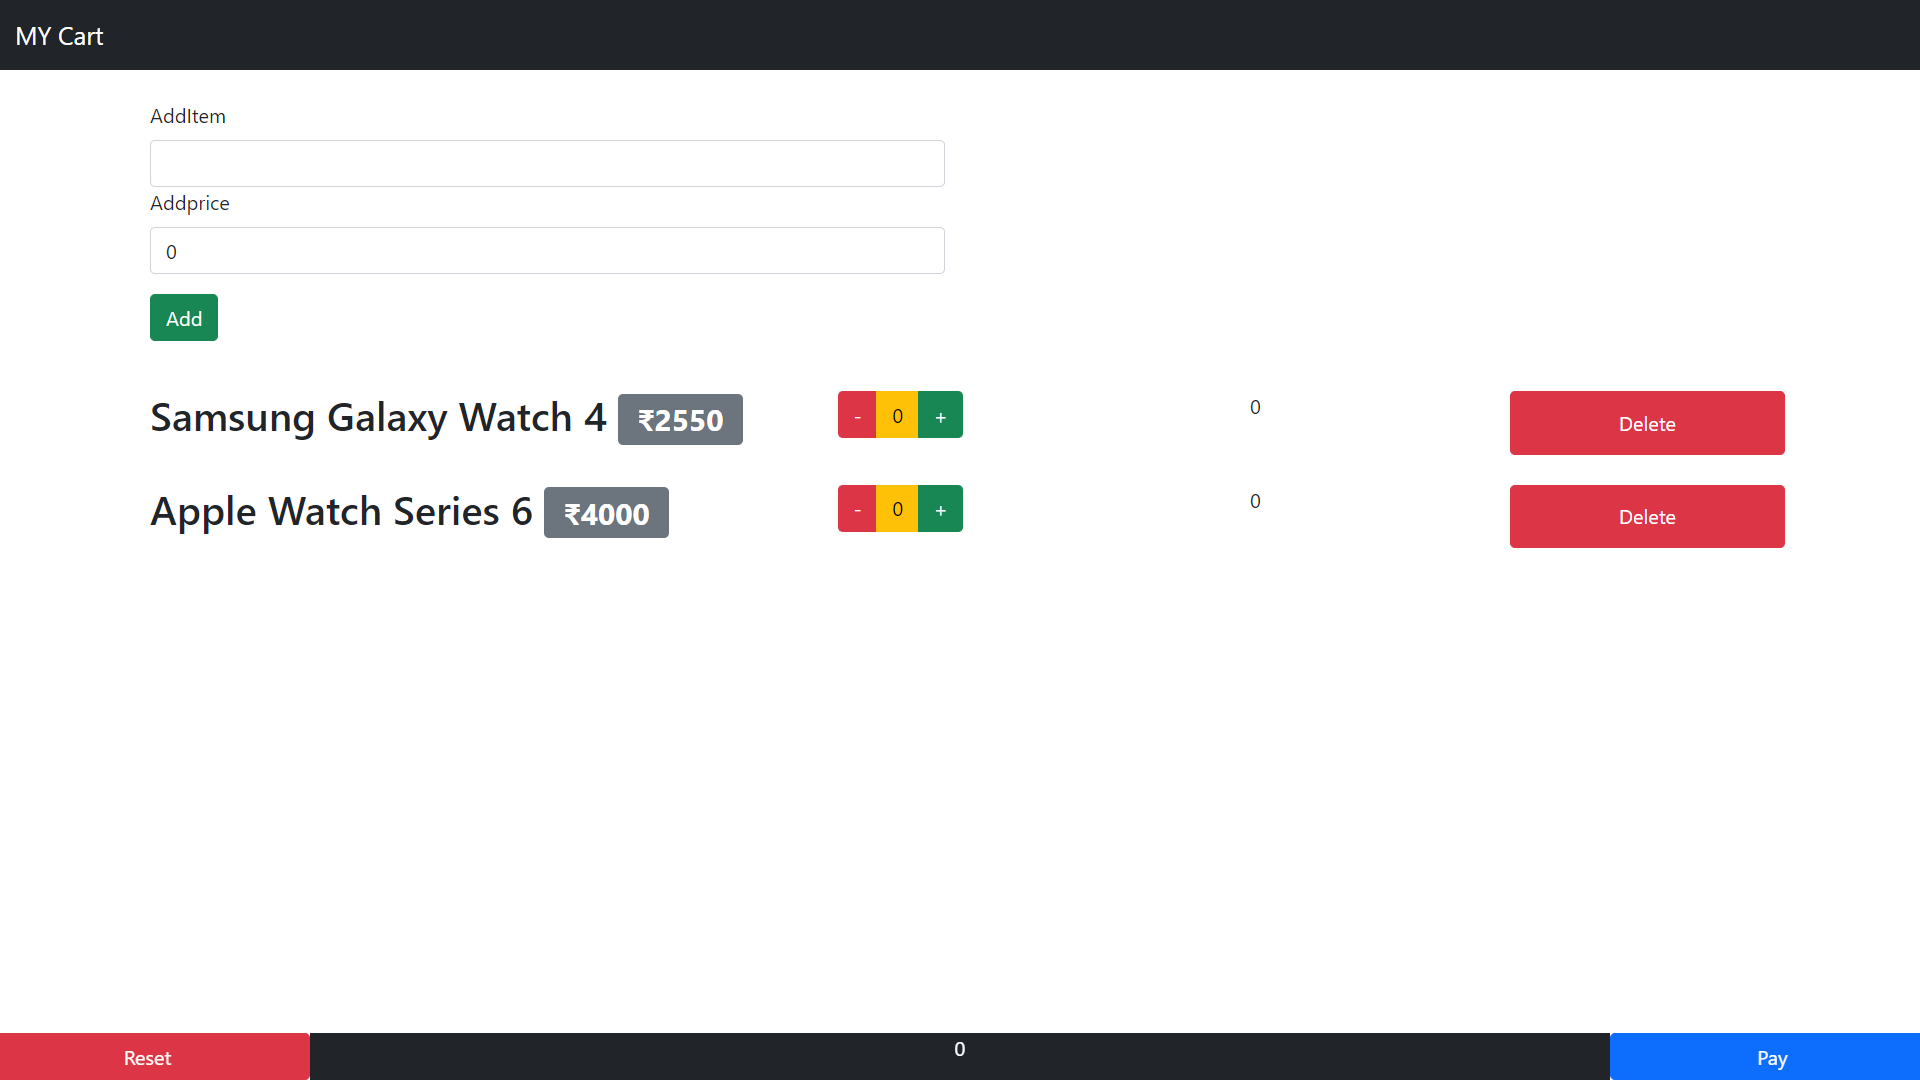 MY Cart
AddItem
Addprice
0
Add
Samsung Galaxy Watch 4 ₹2550 - 0 + 0 Delete
Apple Watch Series 6 ₹4000 - 0 + 0 Delete
Reset 0 Pay